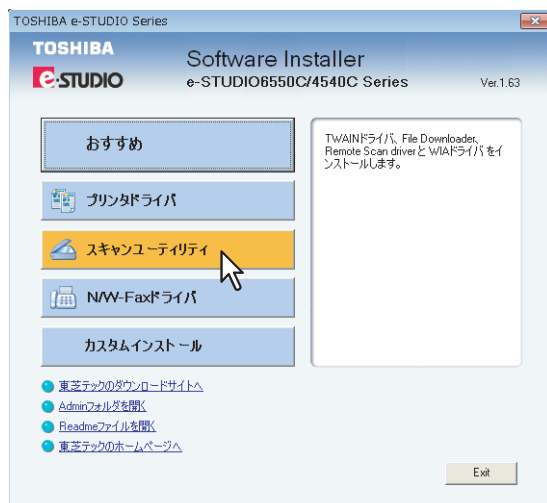 TOSHIBA e-STUDIO Series
TOSHIBA
e-STUDIO
Software Installer
e-STUDIO6550C/4540C Series
Ver.1.63
おすすめ
プリンタドライバ
スキャンユーティリティ
N/W-Faxドライバ
カスタムインストール
TWAINドライバ、File Downloader、
Remote Scan driverと WIAドライバ をイ
ンストールします。
東芝テックのダウンロードサイトへ
Adminフォルダを開く
Readmeファイルを開く
東芝テックのホームページへ
Exit